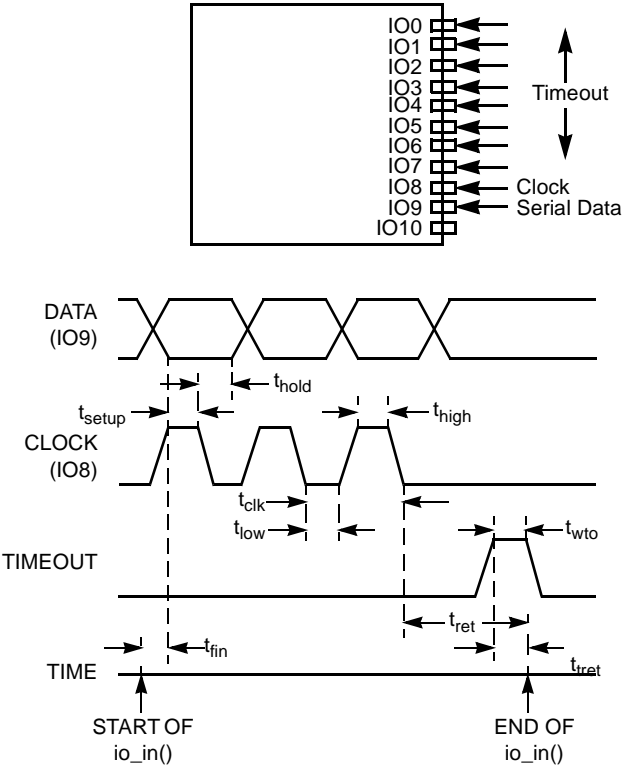 IO0
IO1
IO2
IO3
IO4
IO5
IO6
IO7
IO8
IO9
IO10
Timeout
Clock
Serial Data
DATA
(IO9)
thold
tsetup
thigh
CLOCK
(IO8)
tclk
tlow
twto
TIMEOUT
tret
tfin
ttret
TIME
START OF
io_in()
END OF
io_in()